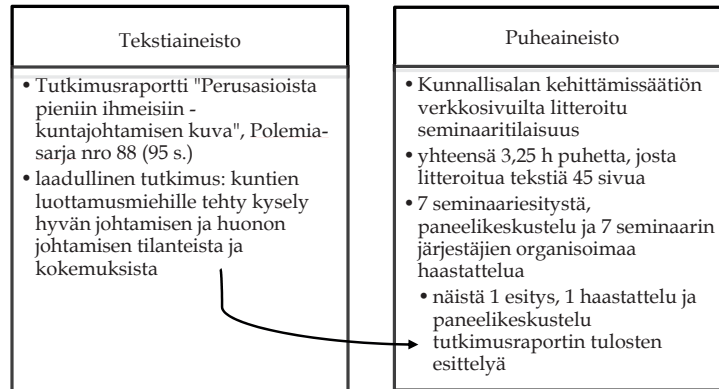 Tekstiaineisto
• Tutkimusraportti "Perusasioista
pieniin ihmeisiin -
kuntajohtamisen kuva", Polemia-
sarja nro 88 (95 s.)
• laadullinen tutkimus: kuntien
luottamusmiehille tehty kysely
hyvän johtamisen ja huonon
johtamisen tilanteista ja
kokemuksista
Puheaineisto
• Kunnallisalan kehittämissäätiön
verkkosivuilta litteroitu
seminaaritilaisuus
• yhteensä 3,25 h puhetta, josta
litteroitua tekstiä 45 sivua
• 7 seminaariesitystä,
paneelikeskustelu ja 7 seminaarin
järjestäjien organisoimaa
haastattelua
• näistä 1 esitys, 1 haastattelu ja
paneelikeskustelu
tutkimusraportin tulosten
esittelyä